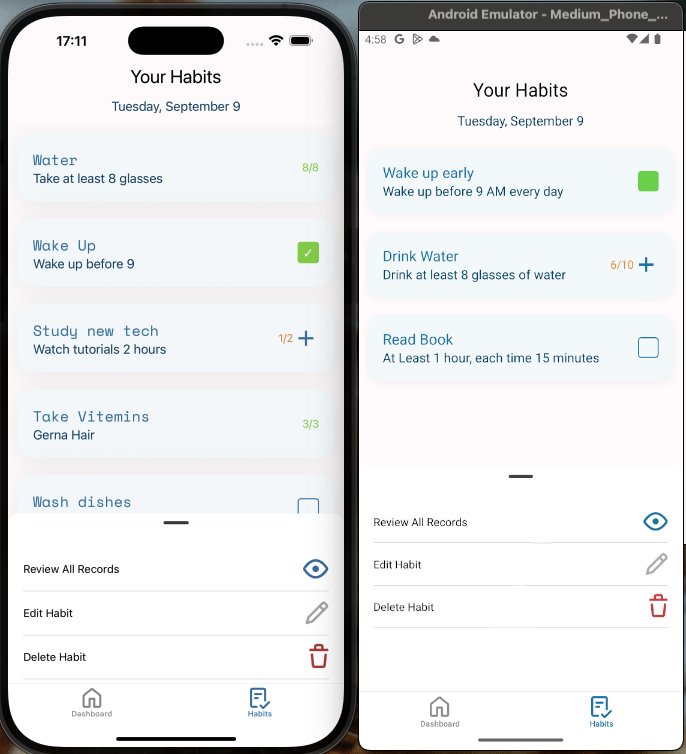 17:11
Your Habits
Tuesday, September 9
Water
Take at least 8 glasses
8/8
Wake Up
Wake up before 9
✓
Study new tech
Watch tutorials 2 hours
1/2
Take Vitemins
Gerna Hair
3/3
Wash dishes
Review All Records
Edit Habit
Delete Habit
Dashboard
Habits
Android Emulator - Medium_Phone_...
4:58
G
Your Habits
Tuesday, September 9
Wake up early
Wake up before 9 AM every day
Drink Water
Drink at least 8 glasses of water
6/10
Read Book
At Least 1 hour, each time 15 minutes
Review All Records
Edit Habit
Delete Habit
Dashboard
Habits